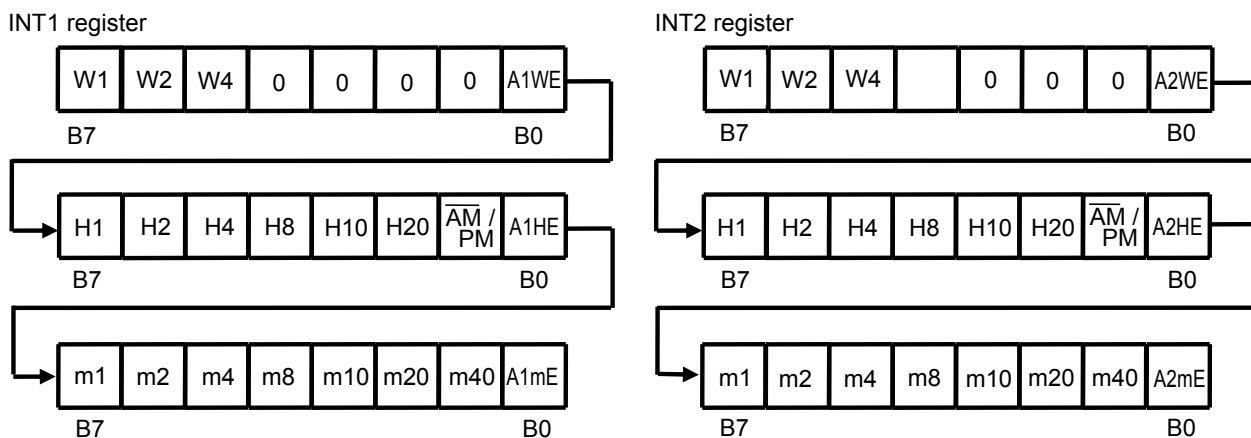 INT1 register
W1 W2 W4 0 0 0 0 A1WE
B7 B0
H1 H2 H4 H8 H10 H20 A̅M̅ / PM A1HE
B7 B0
m1 m2 m4 m8 m10 m20 m40 A1mE
B7 B0
INT2 register
W1 W2 W4 0 0 0 A2WE
B7 B0
H1 H2 H4 H8 H10 H20 A̅M̅ / PM A2HE
B7 B0
m1 m2 m4 m8 m10 m20 m40 A2mE
B7 B0